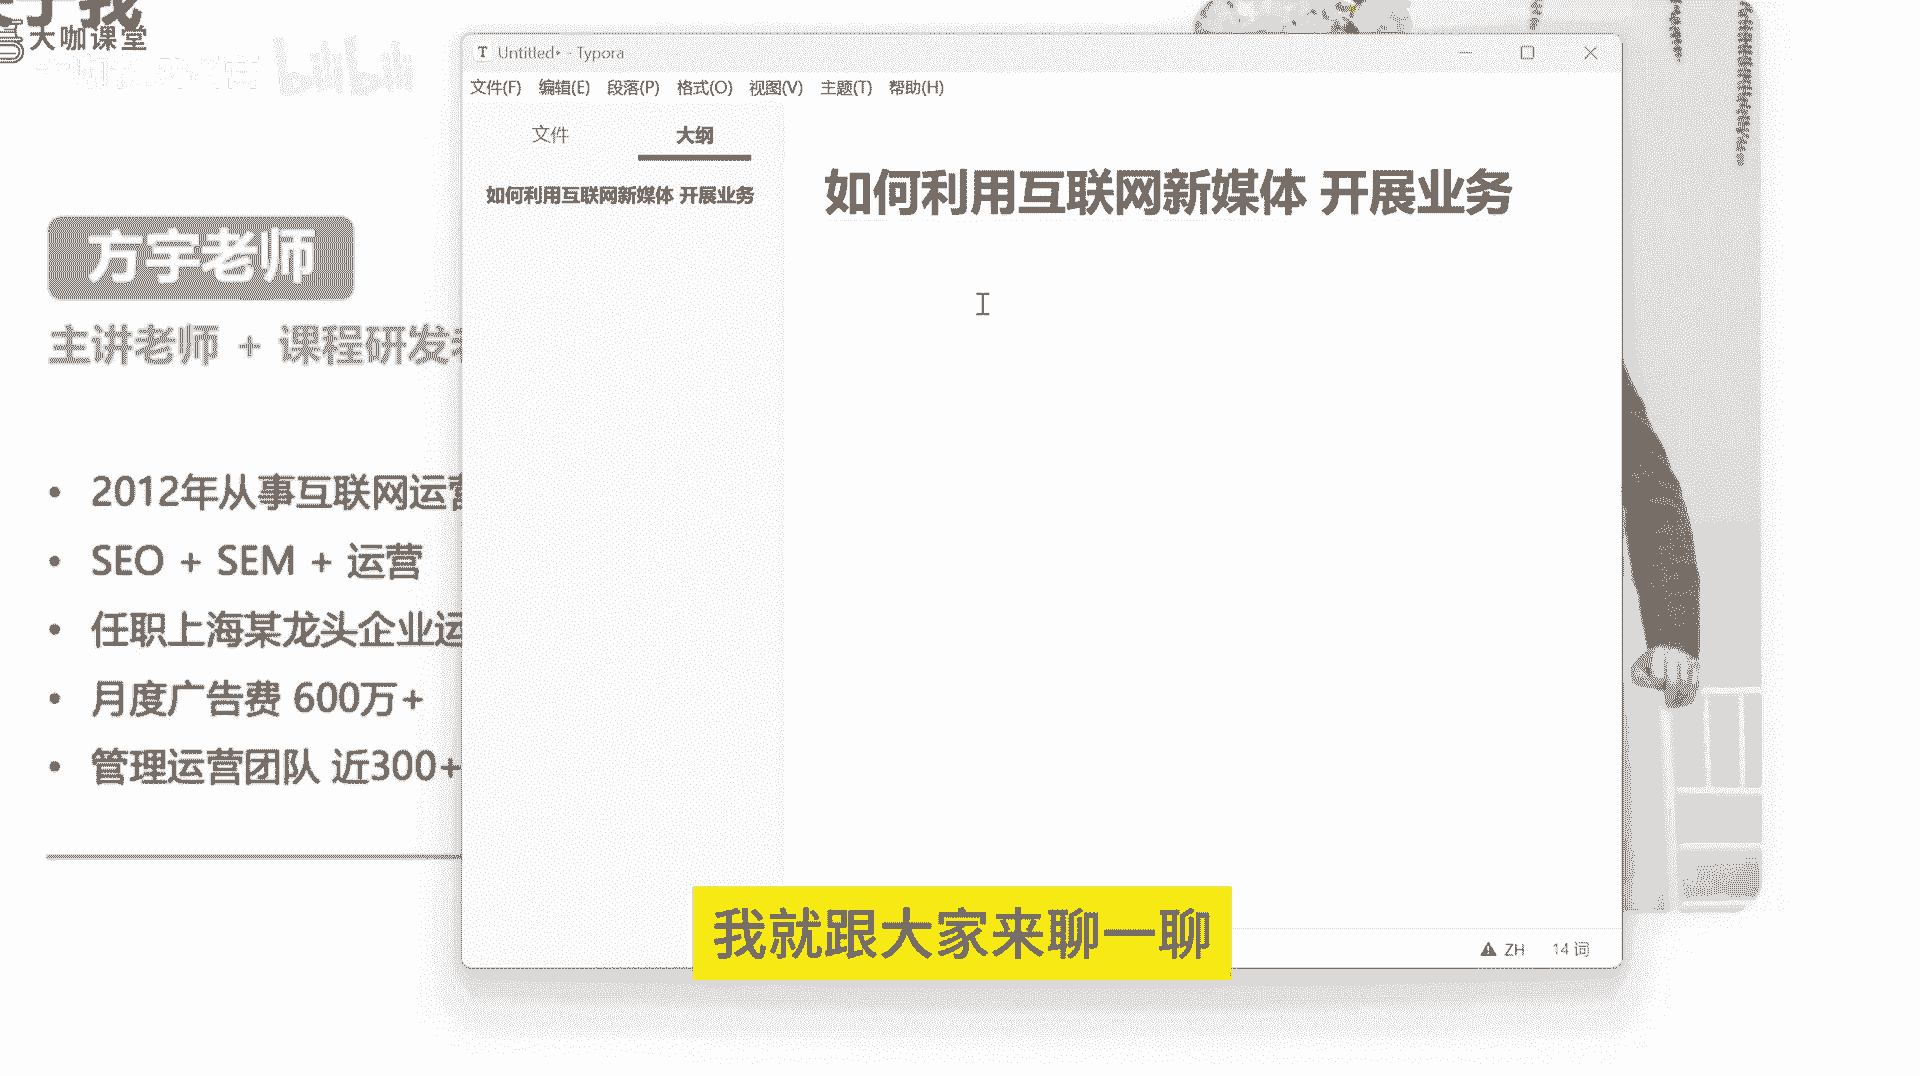 大咖课堂
bilibili
Untitled• - Typora
文件(F) 编辑(E) 段落(P) 格式(O) 视图(V) 主题(T) 帮助(H)
文件 大纲
如何利用互联网新媒体 开展业务
如何利用互联网新媒体 开展业务
方宇老师
主讲老师 + 课程研发
2012年从事互联网运营
SEO + SEM + 运营
任职上海某龙头企业运
月度广告费 600万+
管理运营团队 近300+
我就跟大家来聊一聊
ZH 14 词